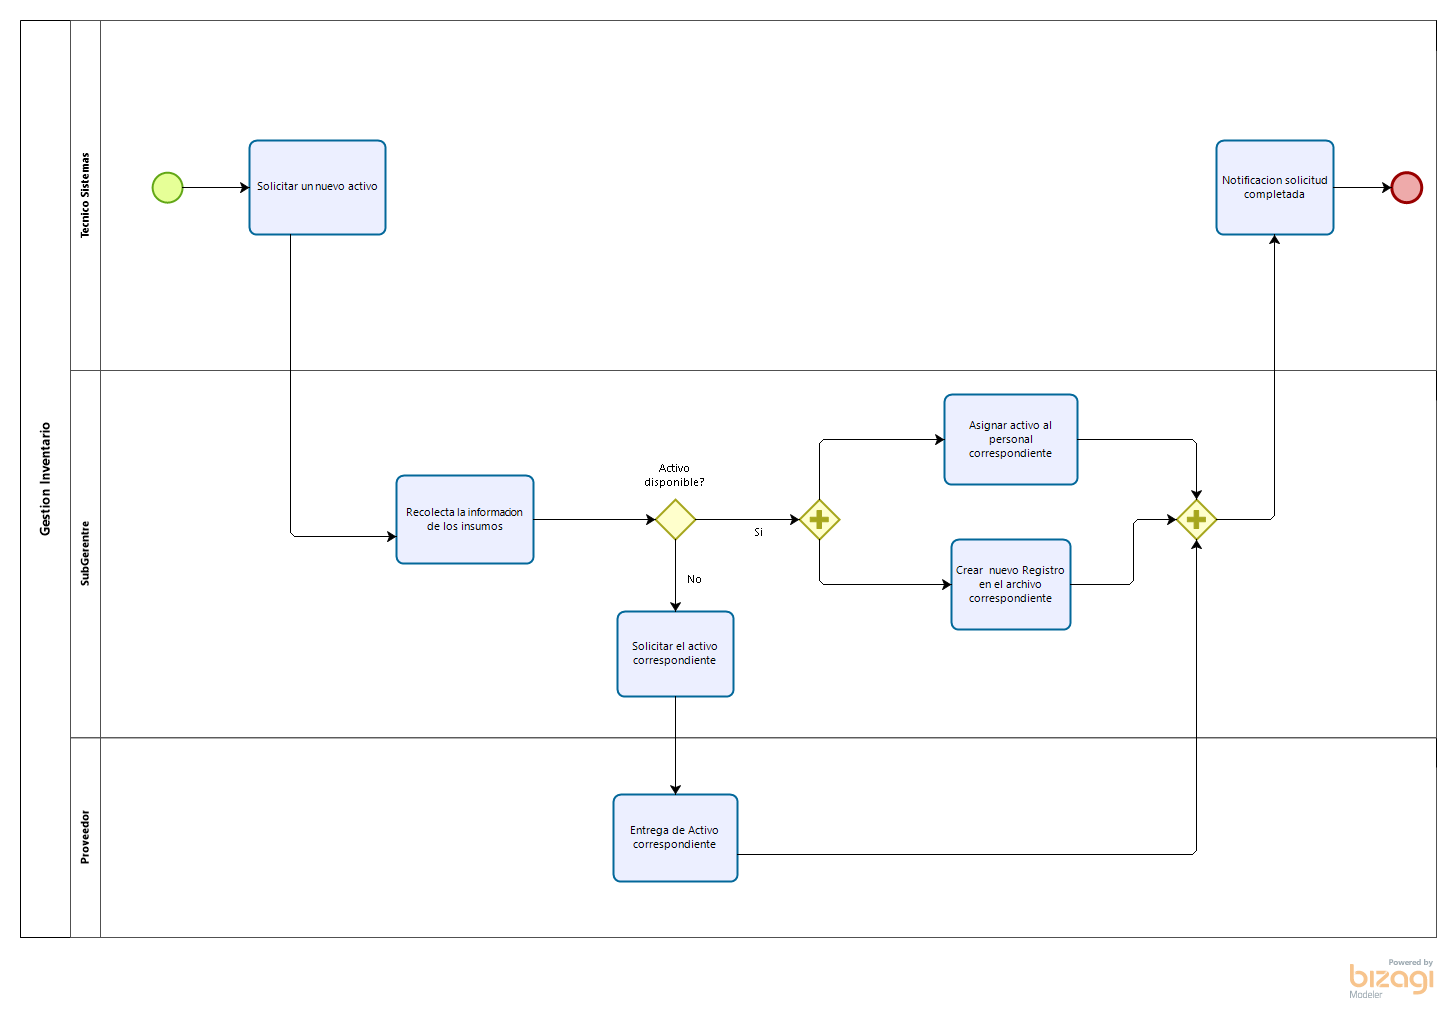 Gestion Inventario
Tecnico Sistemas
Solicitar un nuevo activo
Notificacion solicitud
completada
SubGerentre
Recolecta la informacion
de los insumos
Activo
disponible?
Si
No
Asignar activo al
personal
correspondiente
Crear  nuevo Registro
en el archivo
correspondiente
Solicitar el activo
correspondiente
Proveedor
Entrega de Activo
correspondiente
Powered by
bizagi
Modeler